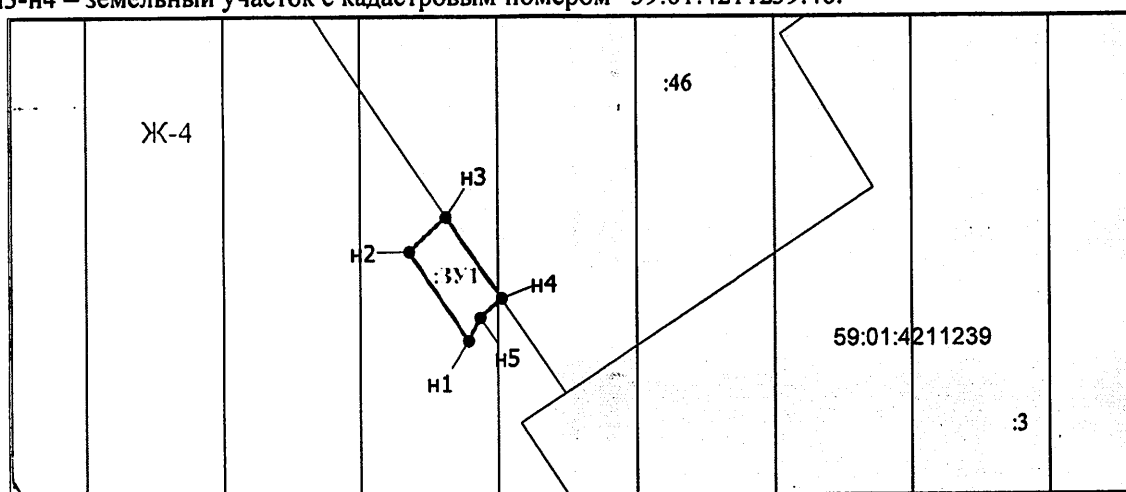 н3-н4 – земельный участок с кадастровым номером 59:01:4211239:46.
:46
Ж-4
н3
н2
:ЗУ1
н4
59:01:4211239
н5
н1
:3